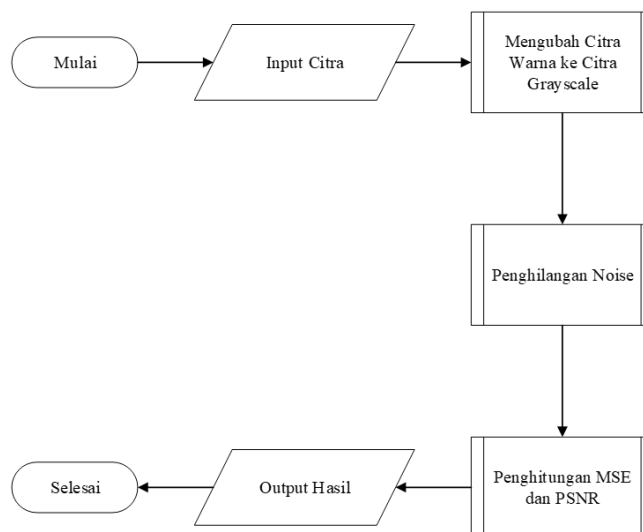 Mulai
Input Citra
Mengubah Citra
Warna ke Citra
Grayscale
Penghilangan Noise
Penghitungan MSE
dan PSNR
Output Hasil
Selesai